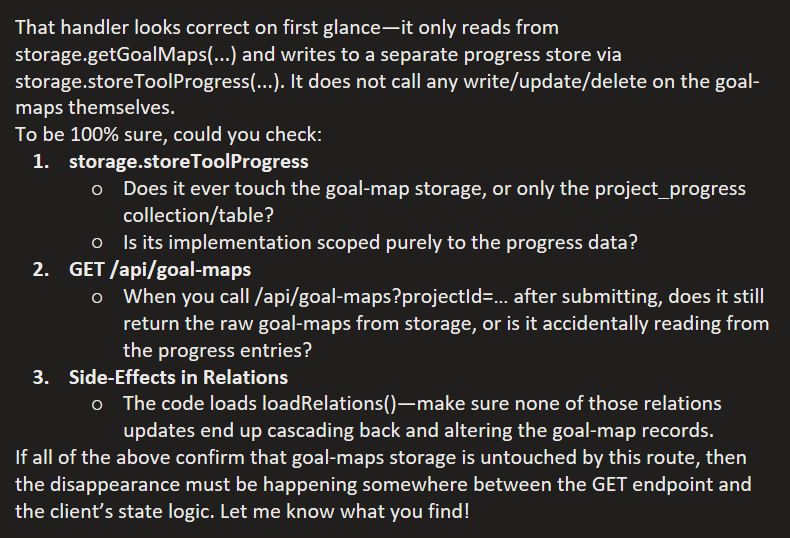 That handler looks correct on first glance—it only reads from
storage.getGoalMaps(...) and writes to a separate progress store via
storage.storeToolProgress(...). It does not call any write/update/delete on the goal-
maps themselves.
To be 100% sure, could you check:
1. storage.storeToolProgress
o Does it ever touch the goal-map storage, or only the project_progress
collection/table?
o Is its implementation scoped purely to the progress data?
2. GET /api/goal-maps
o When you call /api/goal-maps?projectId=... after submitting, does it still
return the raw goal-maps from storage, or is it accidentally reading from
the progress entries?
3. Side-Effects in Relations
o The code loads loadRelations()—make sure none of those relations
updates end up cascading back and altering the goal-map records.
If all of the above confirm that goal-maps storage is untouched by this route, then
the disappearance must be happening somewhere between the GET endpoint and
the client’s state logic. Let me know what you find!